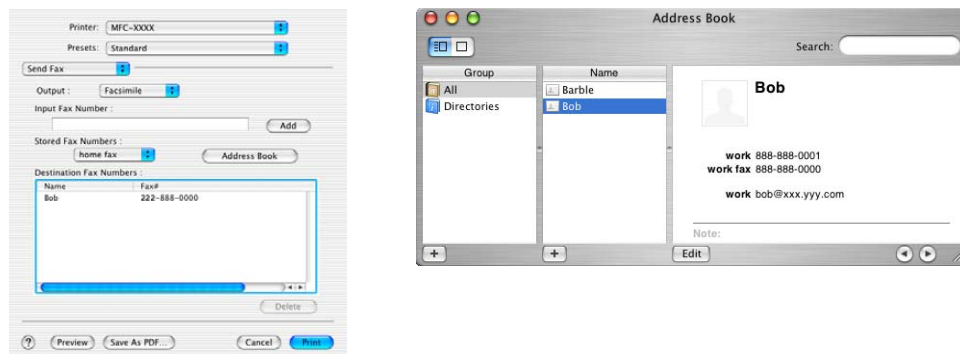 Printer: MFC-XXXX
Presets: Standard
Send Fax
Output : Facsimile
Input Fax Number :
Add
Stored Fax Numbers :
home fax Address Book
Destination Fax Numbers :
Name Fax#
Bob 222-888-0000
Delete
? Preview Save As PDF... Cancel Print
Address Book
Search:
Group Name
All
Directories
Barble
Bob
Bob
work 888-888-0001
work fax 888-888-0000
work bob@xxx.yyy.com
Note:
+ + Edit